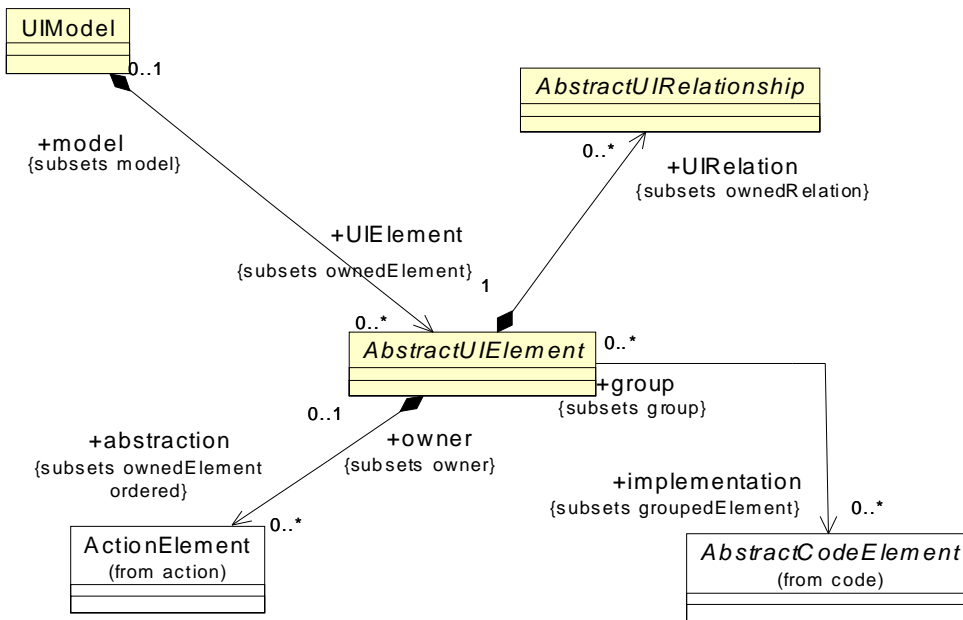 UIModel
0..1
AbstractUIRelationship
+model
{subsets model}
0..*
+UIRelation
{subsets ownedRelation}
+UIElement
{subsets ownedElement}
1
0..*
AbstractUIElement
0..*
+group
{subsets group}
0..1
+owner
{subsets owner}
+abstraction
{subsets ownedElement
ordered}
+implementation
{subsets groupedElement}
0..*
0..*
ActionElement
(from action)
AbstractCodeElement
(from code)